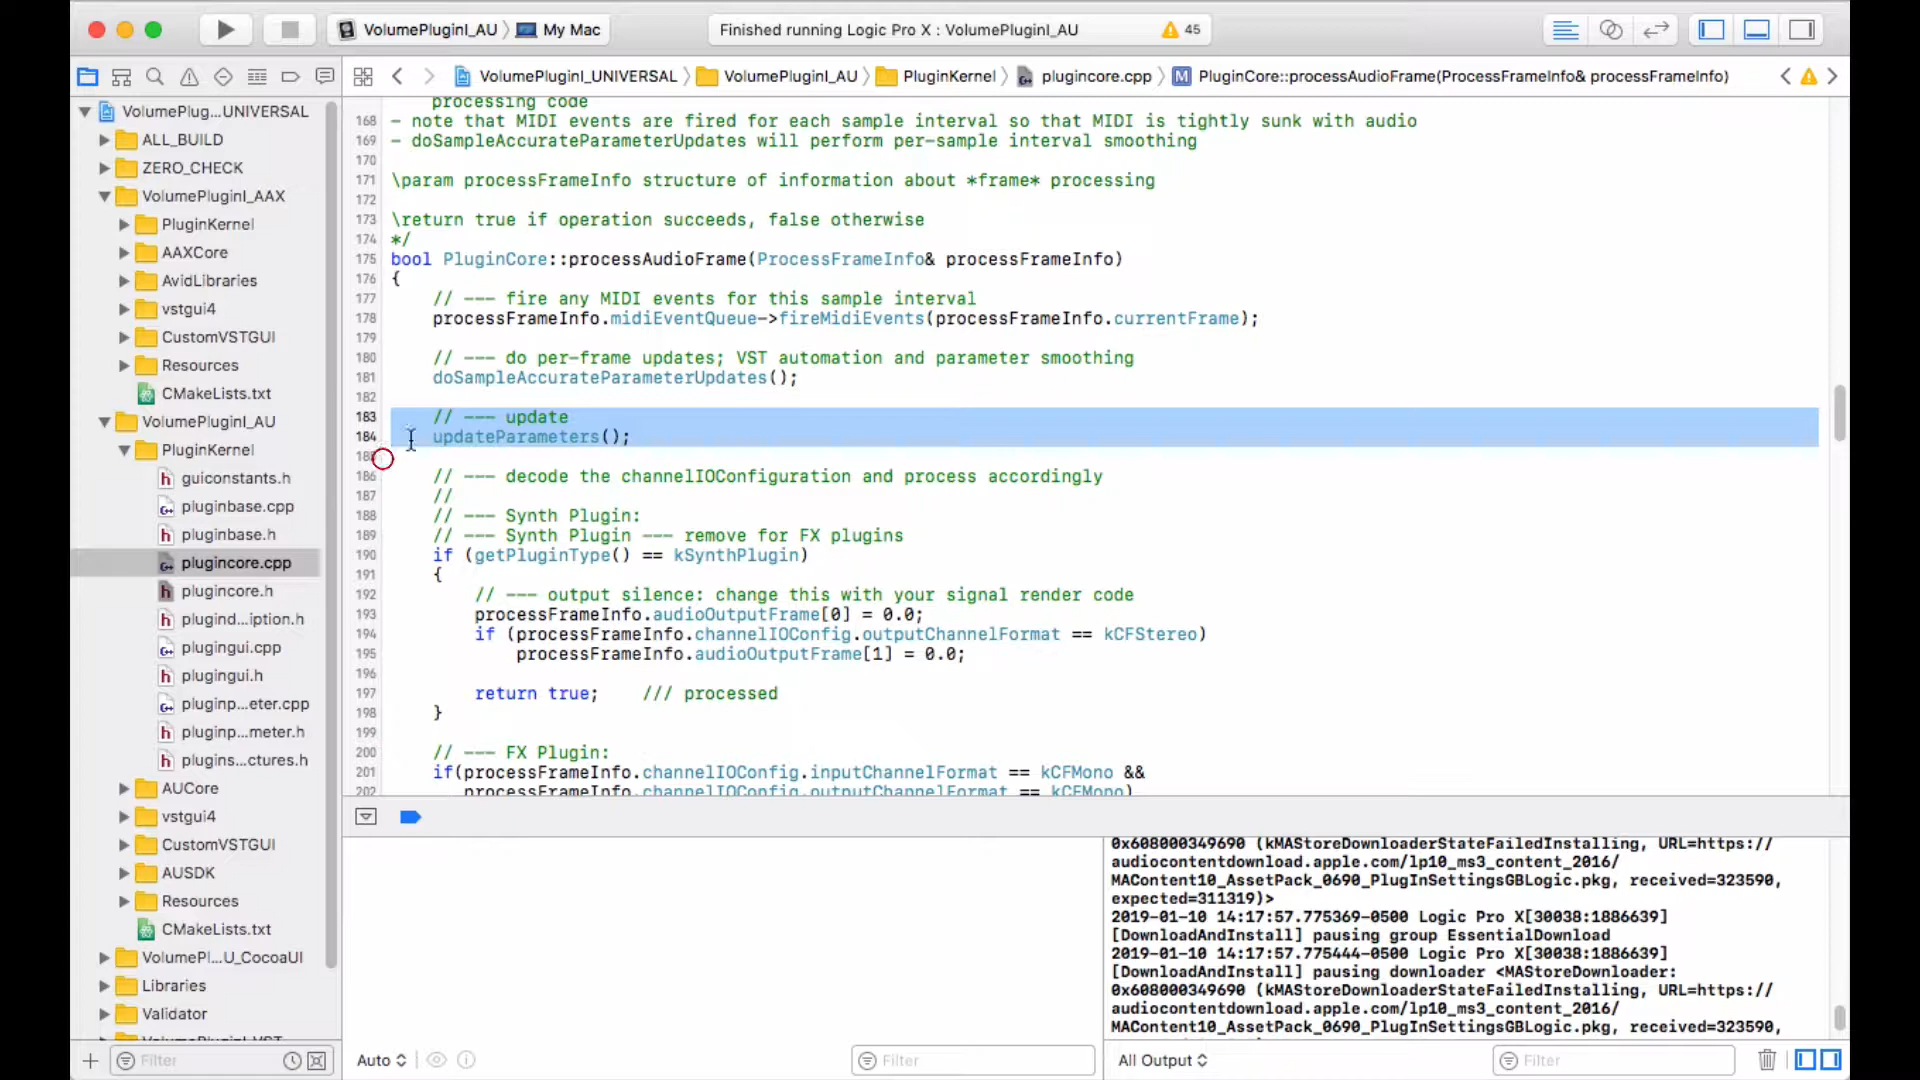 VolumePluginI_AU
My Mac
Finished running Logic Pro X : VolumePluginI_AU
45
VolumePluginI_UNIVERSAL
VolumePluginI_AU
PluginKernel
plugincore.cpp
M
PluginCore::processAudioFrame(ProcessFrameInfo& processFrameInfo)
VolumePlug...UNIVERSAL
ALL_BUILD
ZERO_CHECK
VolumePluginI_AAX
PluginKernel
AAXCore
AvidLibraries
vstgui4
CustomVSTGUI
Resources
CMakeLists.txt
VolumePluginI_AU
PluginKernel
guiconstants.h
pluginbase.cpp
pluginbase.h
plugincore.cpp
plugincore.h
plugind...iption.h
plugingui.cpp
plugingui.h
pluginp...eter.cpp
pluginp...meter.h
plugins...ctures.h
AUCore
vstgui4
CustomVSTGUI
AUSDK
Resources
CMakeLists.txt
VolumePl...U_CocoaUI
Libraries
Validator
Filter
processing code
168 - note that MIDI events are fired for each sample interval so that MIDI is tightly sunk with audio
169 - doSampleAccurateParameterUpdates will perform per-sample interval smoothing
170
171 \param processFrameInfo structure of information about *frame* processing
172
173 \return true if operation succeeds, false otherwise
174 */
175 bool PluginCore::processAudioFrame(ProcessFrameInfo& processFrameInfo)
176 {
177 // --- fire any MIDI events for this sample interval
178 processFrameInfo.midiEventQueue->fireMidiEvents(processFrameInfo.currentFrame);
179
180 // --- do per-frame updates; VST automation and parameter smoothing
181 doSampleAccurateParameterUpdates();
182
183 // --- update
184 updateParameters();
185
186 // --- decode the channelIOConfiguration and process accordingly
187 //
188 // --- Synth Plugin:
189 // --- Synth Plugin --- remove for FX plugins
190 if (getPluginType() == kSynthPlugin)
191 {
192 // --- output silence: change this with your signal render code
193 processFrameInfo.audioOutputFrame[0] = 0.0;
194 if (processFrameInfo.channelIOConfig.outputChannelFormat == kCFStereo)
195 processFrameInfo.audioOutputFrame[1] = 0.0;
196
197 return true; /// processed
198 }
199
200 // --- FX Plugin:
201 if(processFrameInfo.channelIOConfig.inputChannelFormat == kCFMono &&
202 processFrameInfo.channelIOConfig.outputChannelFormat == kCFMono)
0x608000349690 (kMAStoreDownloaderStateFailedInstalling, URL=https://
audiocontentdownload.apple.com/lp10_ms3_content_2016/
MAContent10_AssetPack_0690_PlugInSettingsGBLogic.pkg, received=323590,
expected=311319)>
2019-01-10 14:17:57.775369-0500 Logic Pro X[30038:1886639]
[DownloadAndInstall] pausing group EssentialDownload
2019-01-10 14:17:57.775444-0500 Logic Pro X[30038:1886639]
[DownloadAndInstall] pausing downloader <MAStoreDownloader:
0x608000349690 (kMAStoreDownloaderStateFailedInstalling, URL=https://
audiocontentdownload.apple.com/lp10_ms3_content_2016/
MAContent10_AssetPack_0690_PlugInSettingsGBLogic.pkg, received=323590,
Auto
Filter
All Output
Filter